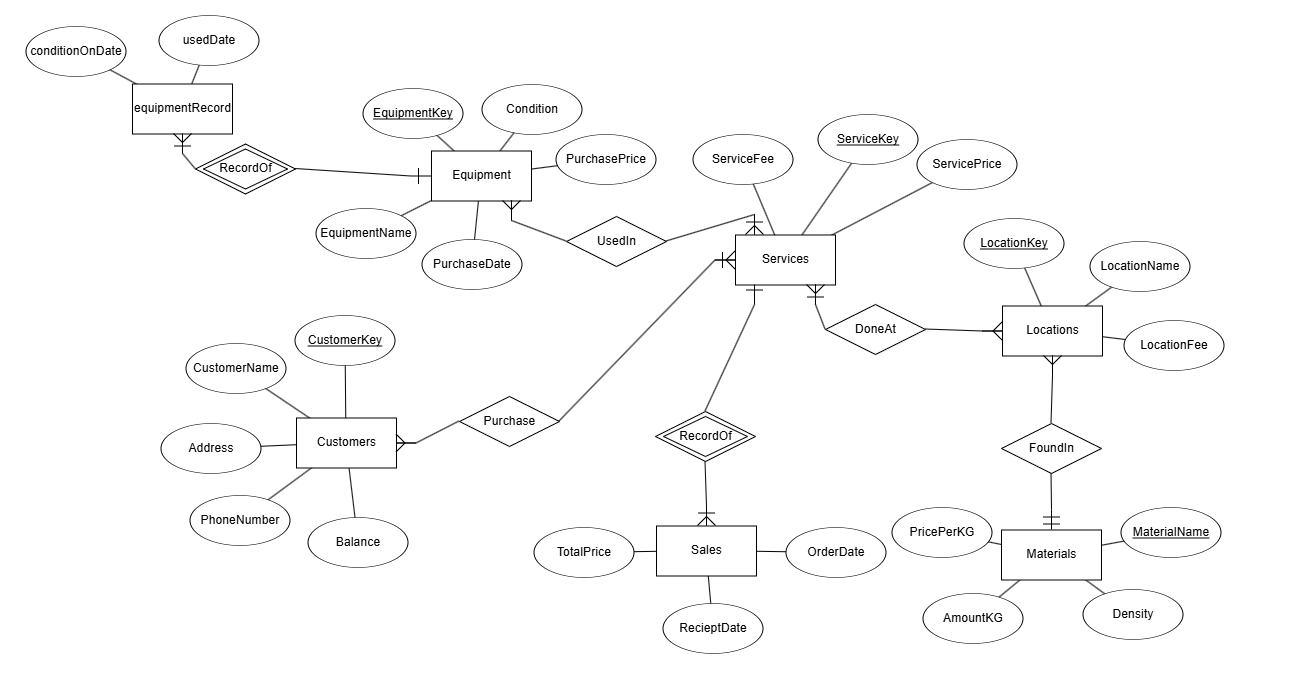 usedDate
conditionOnDate
equipmentRecord
EquipmentKey
Condition
RecordOf
Equipment
PurchasePrice
EquipmentName
PurchaseDate
UsedIn
ServiceFee
ServiceKey
ServicePrice
Services
LocationKey
LocationName
DoneAt
Locations
LocationFee
CustomerKey
CustomerName
Purchase
Customers
Address
PhoneNumber
Balance
RecordOf
FoundIn
TotalPrice
Sales
OrderDate
RecieptDate
PricePerKG
MaterialName
Materials
AmountKG
Density